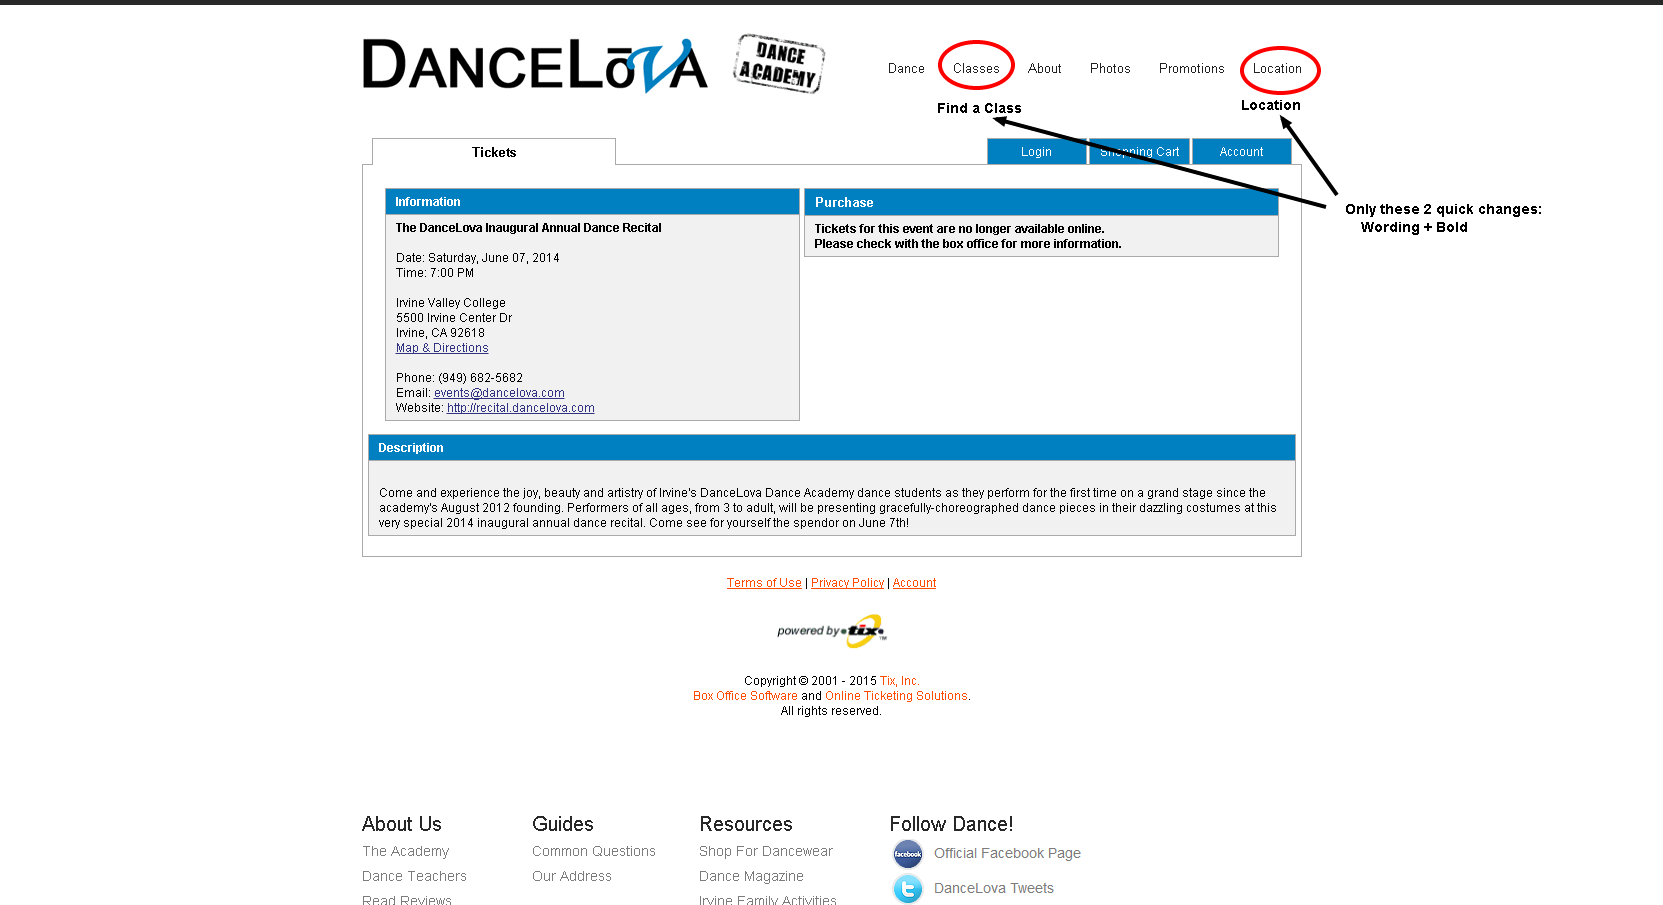 DANCELōVA
DANCE
ACADEMY
Dance Classes About Photos Promotions Location
Find a Class
Location
Tickets
Login Shopping Cart Account
Only these 2 quick changes:
Wording + Bold
Information
The DanceLova Inaugural Annual Dance Recital
Date: Saturday, June 07, 2014
Time: 7:00 PM
Irvine Valley College
5500 Irvine Center Dr
Irvine, CA 92618
Map & Directions
Phone: (949) 682-5682
Email: events@dancelova.com
Website: http://recital.dancelova.com
Purchase
Tickets for this event are no longer available online.
Please check with the box office for more information.
Description
Come and experience the joy, beauty and artistry of Irvine's DanceLova Dance Academy dance students as they perform for the first time on a grand stage since the
academy's August 2012 founding. Performers of all ages, from 3 to adult, will be presenting gracefully-choreographed dance pieces in their dazzling costumes at this
very special 2014 inaugural annual dance recital. Come see for yourself the spendor on June 7th!
Terms of Use | Privacy Policy | Account
powered by tix TM
Copyright © 2001 - 2015 Tix, Inc.
Box Office Software and Online Ticketing Solutions.
All rights reserved.
About Us
The Academy
Dance Teachers
Read Reviews
Guides
Common Questions
Our Address
Resources
Shop For Dancewear
Dance Magazine
Irvine Family Activities
Follow Dance!
facebook
Official Facebook Page
t
DanceLova Tweets